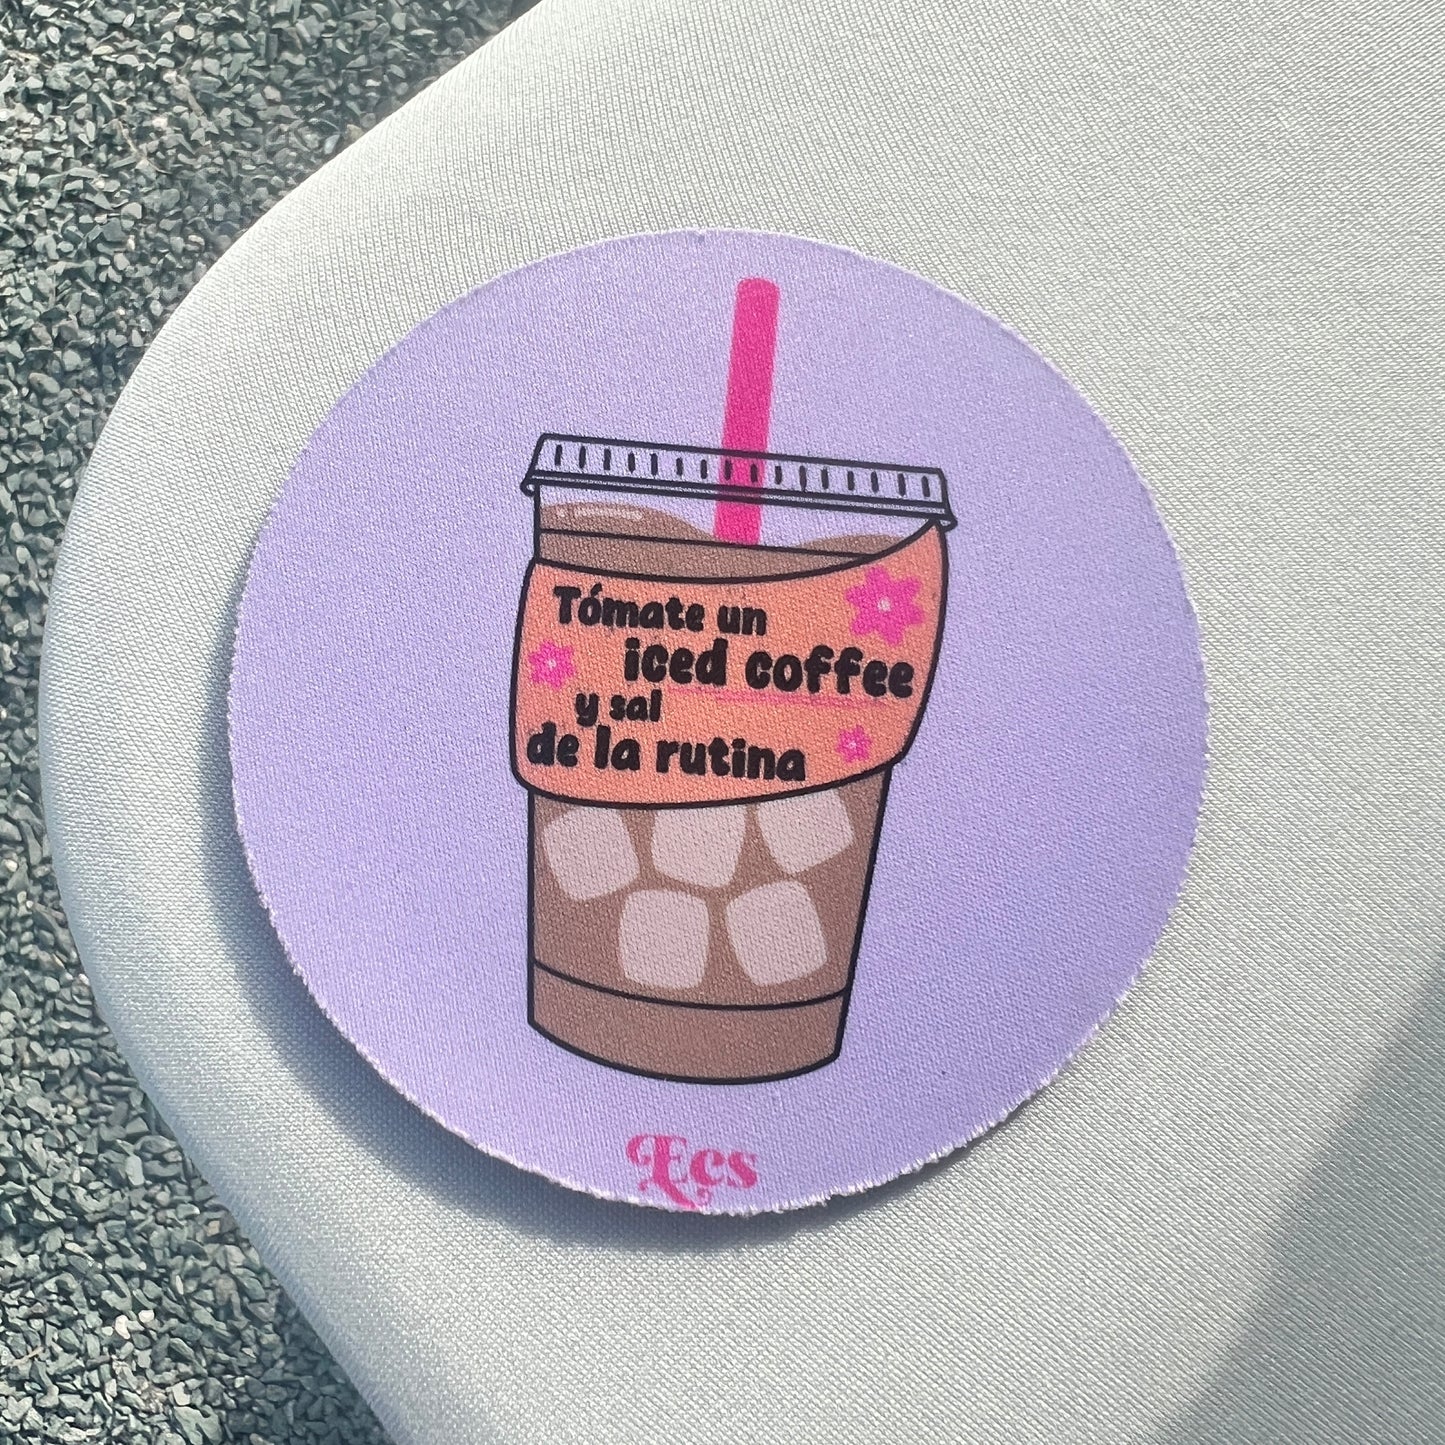 Tómate un
iced coffee
y sal
de la rutina
Ecs